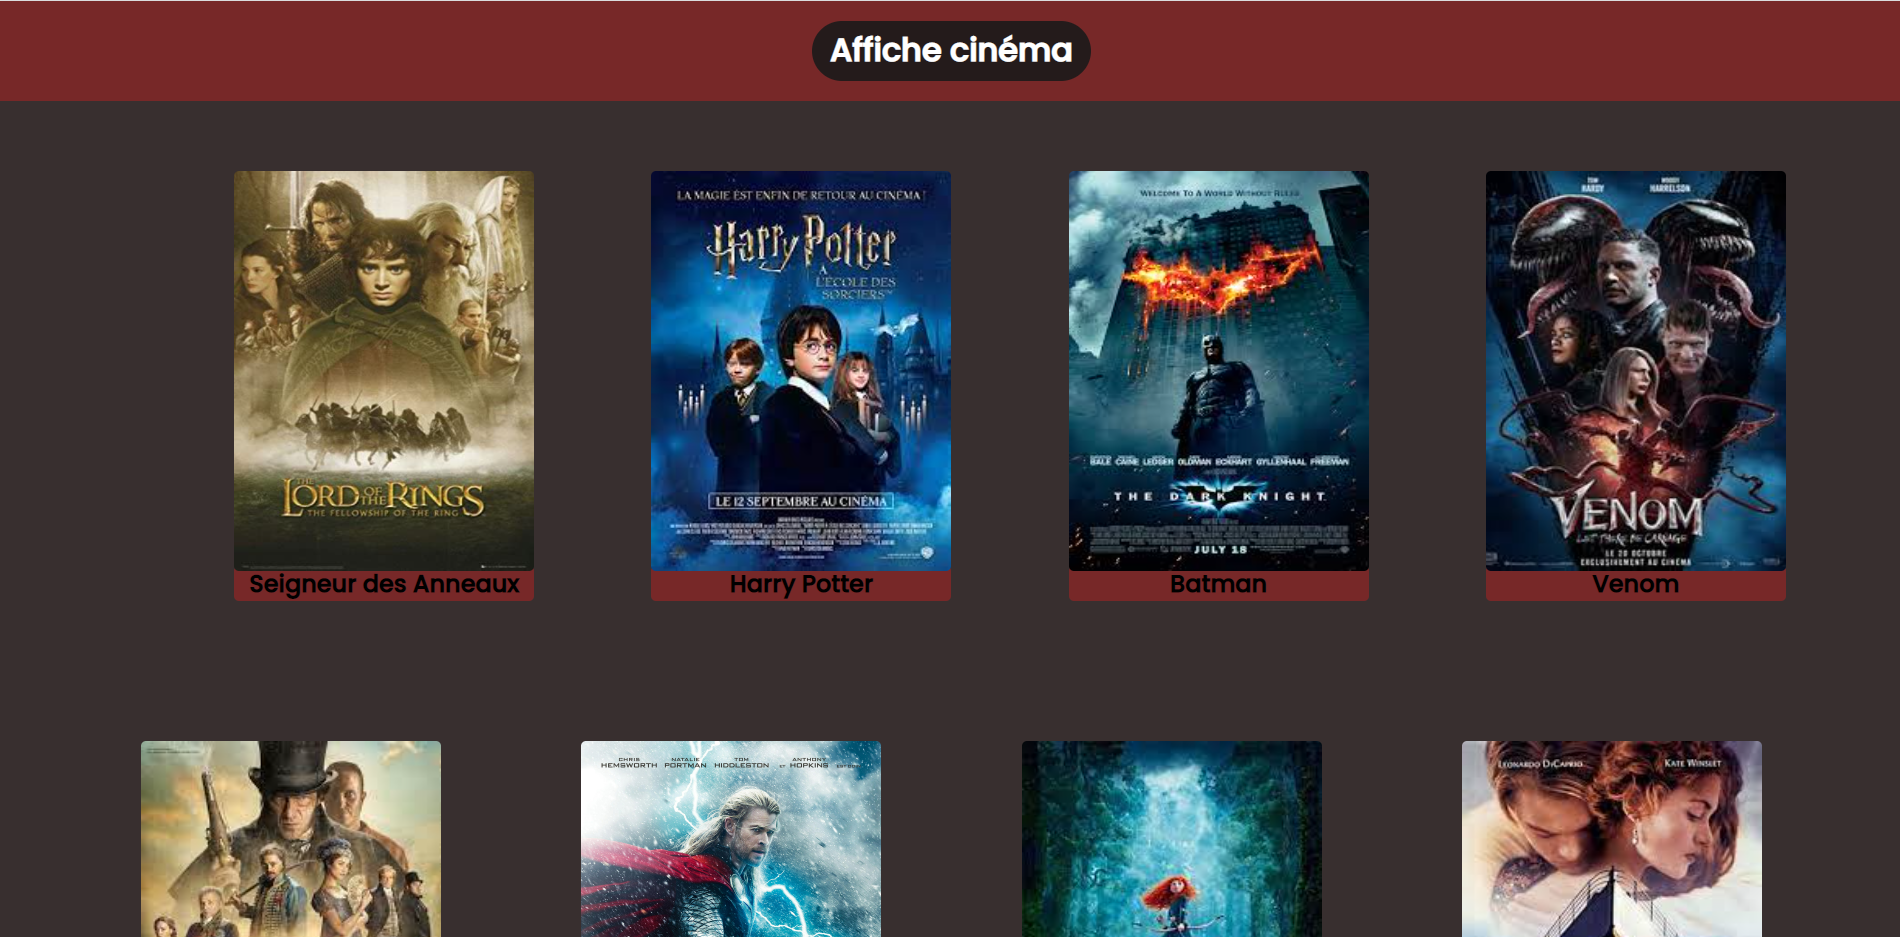 Affiche cinéma
THE
LORD OF THE RINGS
THE FELLOWSHIP OF THE RING
Seigneur des Anneaux
LA MAGIE EST ENFIN DE RETOUR AU CINÉMA !
Harry Potter
À
L'ÉCOLE DES
SORCIERS™
LE 12 SEPTEMBRE AU CINÉMA
Harry Potter
WELCOME TO A WORLD WITHOUT RULES
BALE CAINE LEDGER OLDMAN ECKHART GYLLENHAAL FREEMAN
THE DARK KNIGHT
JULY 18
Batman
TOM HARDY
WOODY HARRELSON
VENOM
LET THERE BE CARNAGE
LE 20 OCTOBRE
EXCLUSIVEMENT AU CINÉMA
Venom
CHRIS HEMSWORTH
NATALIE PORTMAN
TOM HIDDLESTON
ET ANTHONY HOPKINS
LEONARDO DICAPRIO
KATE WINSLET